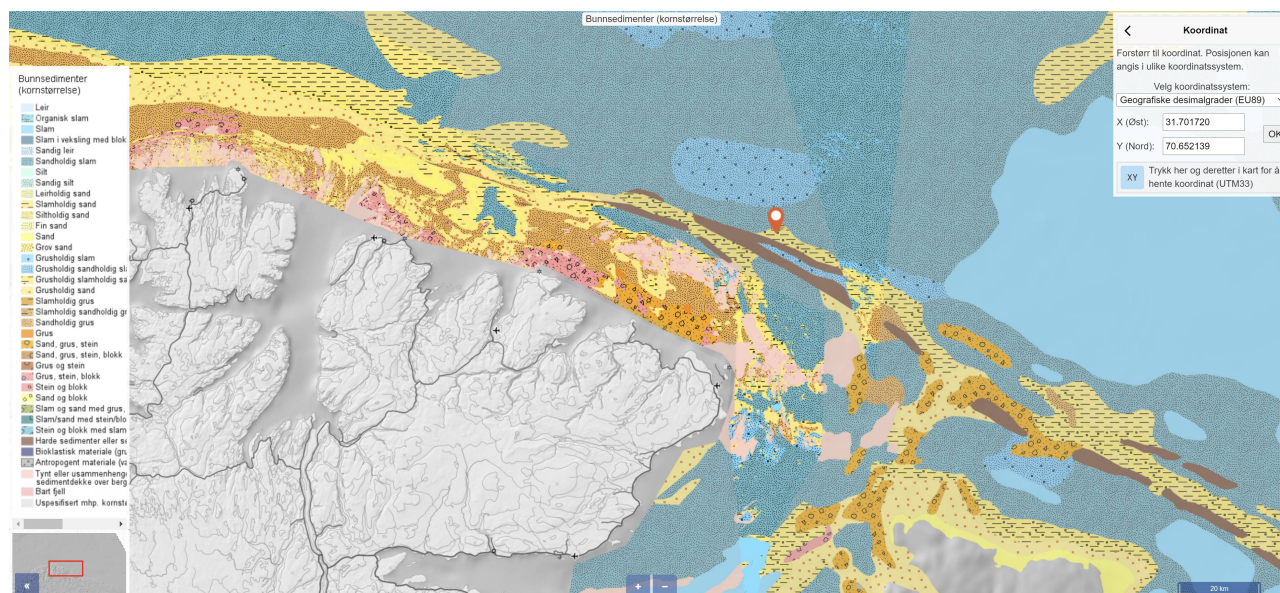 Bunnsedimenter (kornstørrelse)
Bunnsedimenter
(kornstørrelse)
Leir
Organisk slam
Slam
Slam i veksling med blok
Sandig leir
Sandholdig slam
Silt
Sandig silt
Leirholdig sand
Slamholdig sand
Siltholdig sand
Fin sand
Sand
Grov sand
Grusholdig slam
Grusholdig sandholdig sl
Grusholdig slamholdig sa
Grusholdig sand
Slamholdig grus
Slamholdig sandholdig gr
Sandholdig grus
Grus
Sand, grus, stein
Sand, grus, stein, blokk
Grus og stein
Grus, stein, blokk
Stein og blokk
Sand og blokk
Slam og sand med grus,
Slam/sand med stein/blo
Stein og blokk med slam
Harde sedimenter eller se
Bioklastisk materiale (gru
Antropogent materiale (va
Tynt eller usammenheng
sedimentdekke over berg
Bart fjell
Uspesifisert mhp. kornst
«
+ −
Koordinat
Forstørr til koordinat. Posisjonen kan
angis i ulike koordinatssystem.
Velg koordinatssystem:
Geografiske desimalgrader (EU89)
X (Øst): 31.701720
OK
Y (Nord): 70.652139
XY Trykk her og deretter i kart for å
hente koordinat (UTM33)
20 km